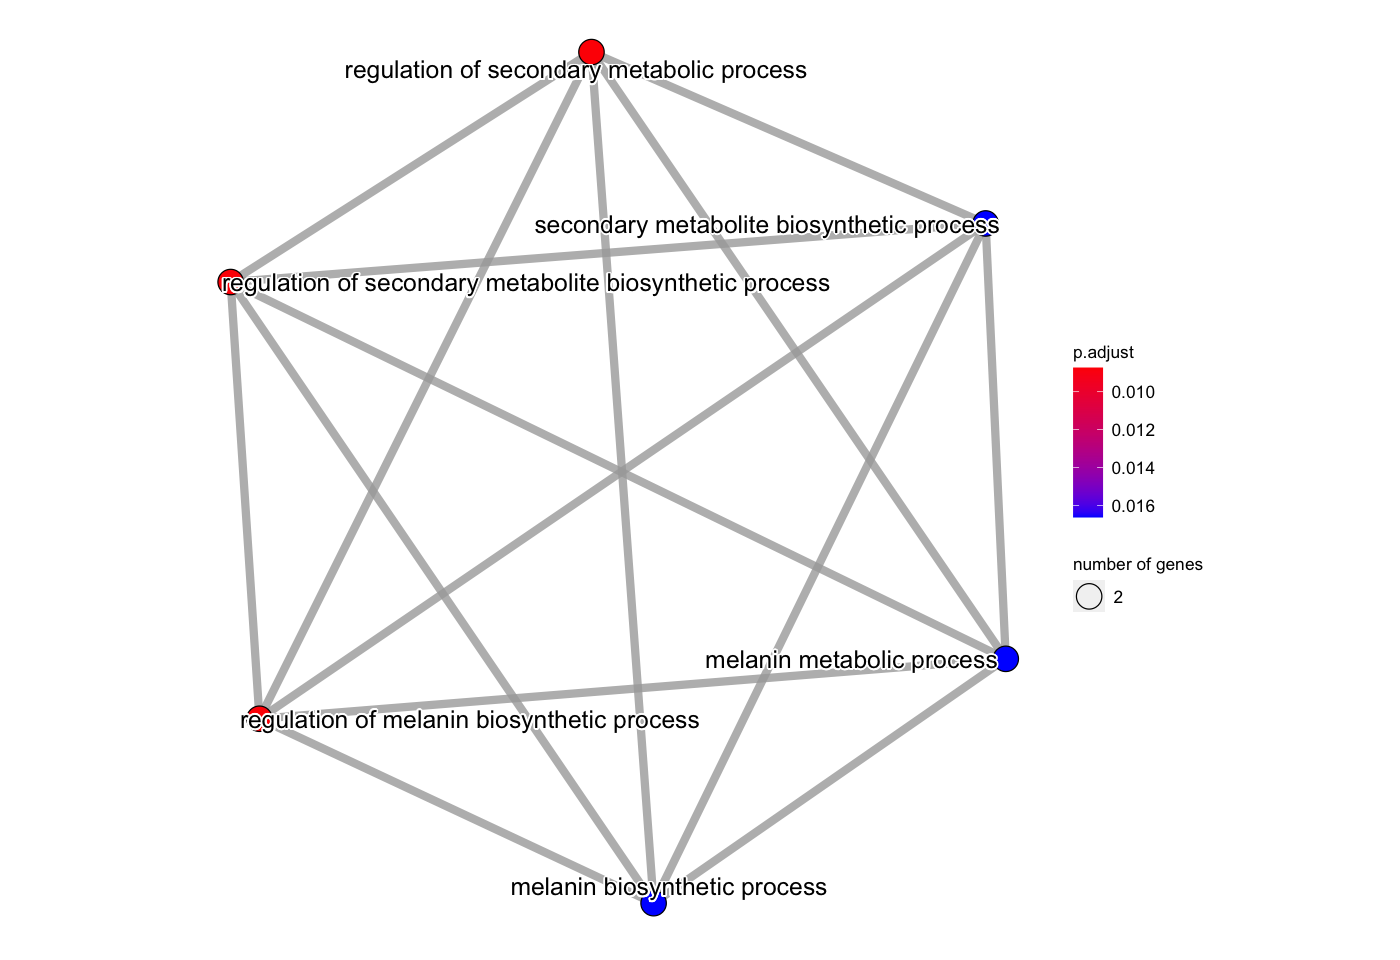 regulation of secondary metabolic process
secondary metabolite biosynthetic process
regulation of secondary metabolite biosynthetic process
p.adjust
0.010
0.012
0.014
0.016
number of genes
2
melanin metabolic process
regulation of melanin biosynthetic process
melanin biosynthetic process